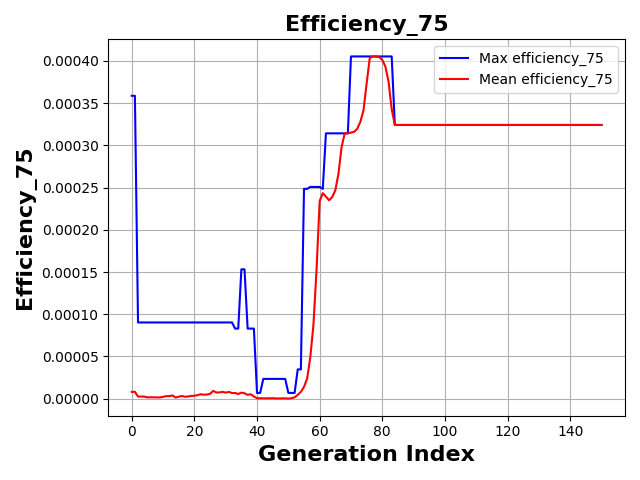 Efficiency_75
Max efficiency_75
Mean efficiency_75
Efficiency_75
0.00040
0.00035
0.00030
0.00025
0.00020
0.00015
0.00010
0.00005
0.00000
0 20 40 60 80 100 120 140
Generation Index